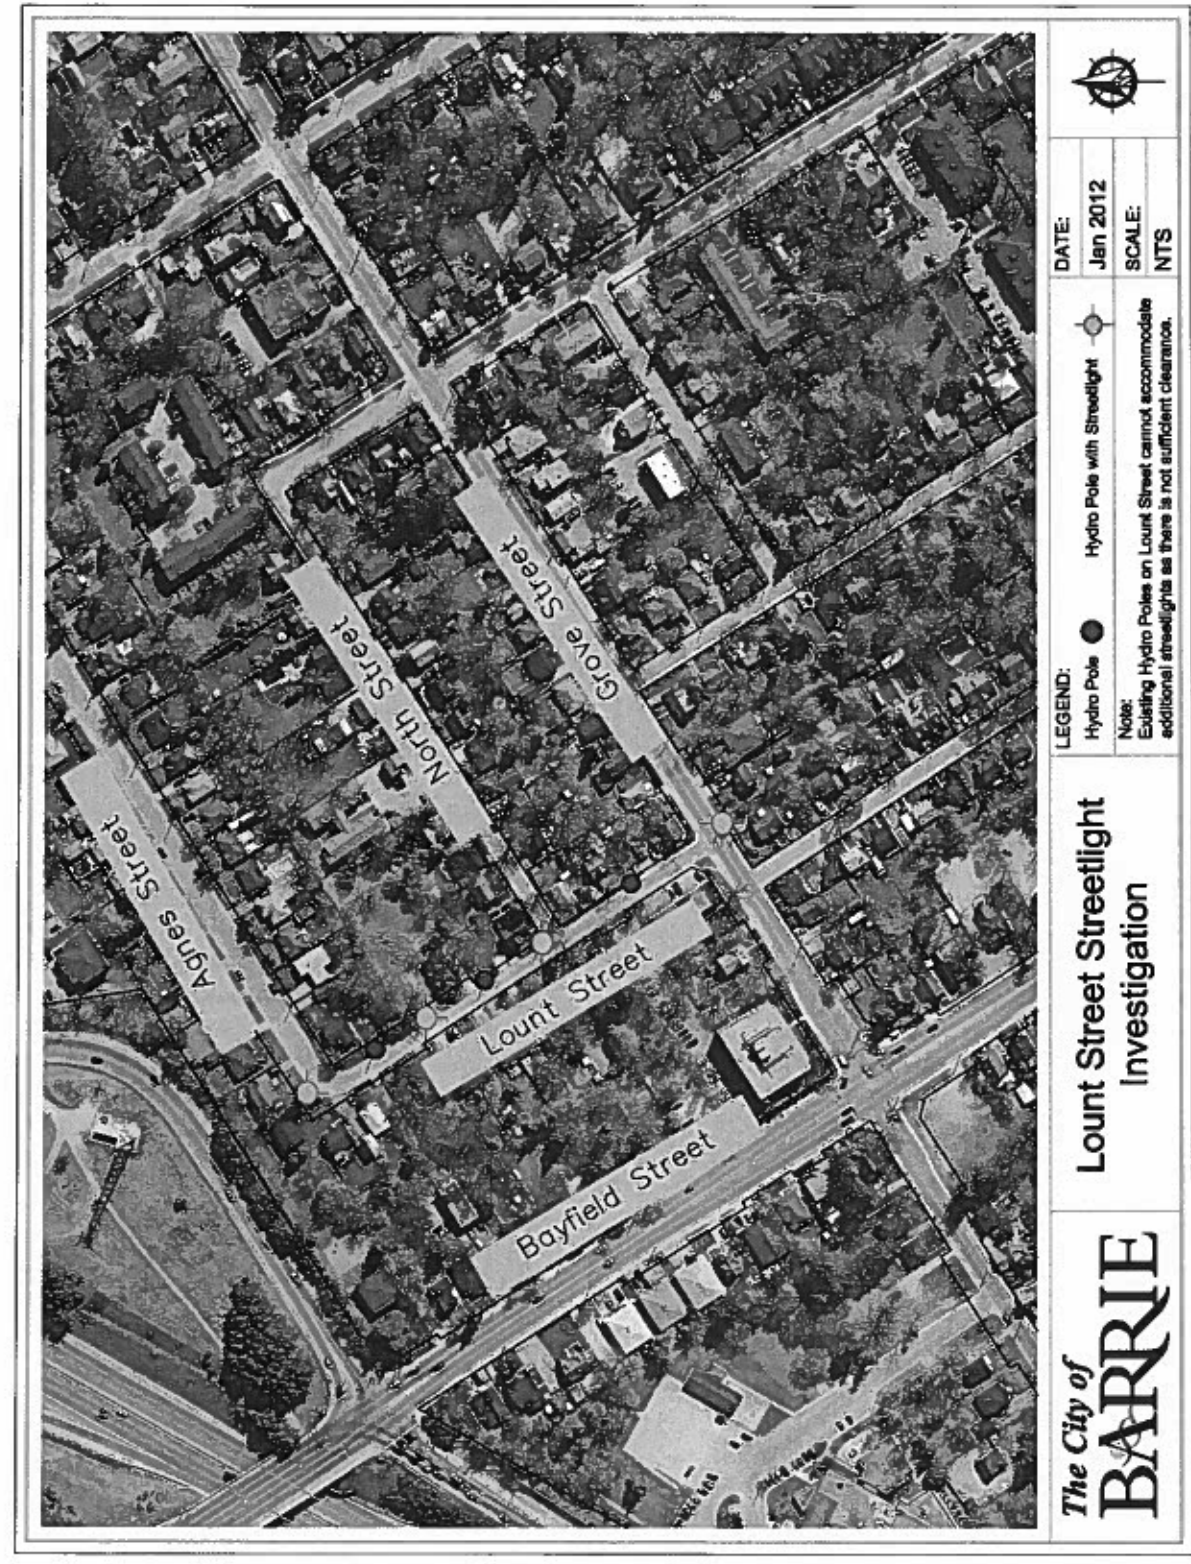 Agnes Street
North Street
Grove Street
Lount Street
Bayfield Street
The City of
BARRIE
Lount Street Streetlight
Investigation
LEGEND:
Hydro Pole
Hydro Pole with Streetlight
Note:
Existing Hydro Poles on Lount Street cannot accommodate
additional streetlights as there is not sufficient clearance.
DATE:
Jan 2012
SCALE:
NTS